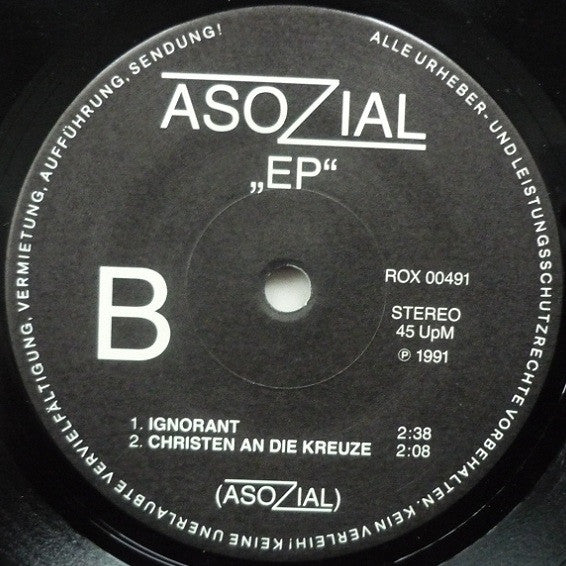 ALLE URHEBER- UND LEISTUNGSSCHUTZRECHTE VORBEHALTEN. KEIN VERLEIH! KEINE UNERLAUBTE VERVIELFÄLTIGUNG, VERMIETUNG, AUFFÜHRUNG, SENDUNG!
ASOZIAL
„EP“
B
ROX 00491
STEREO
45 UpM
℗ 1991
1. IGNORANT 2:38
2. CHRISTEN AN DIE KREUZE 2:08
(ASOZIAL)